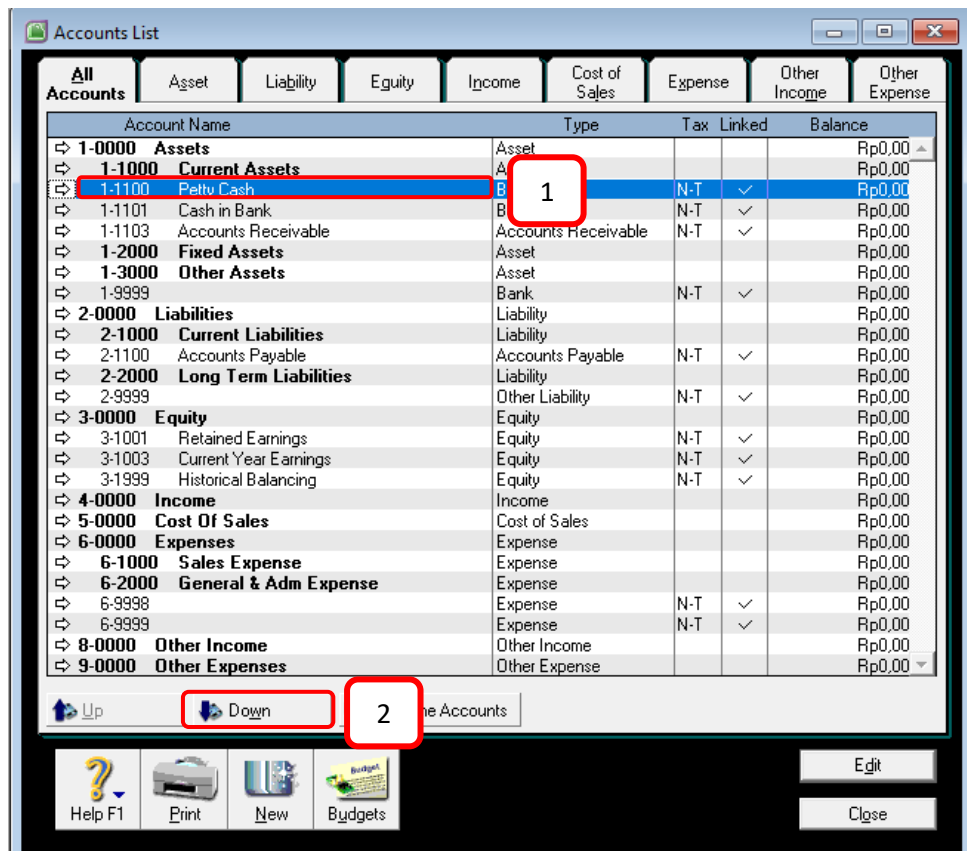 Accounts List
All Accounts Asset Liability Equity Income Cost of Sales Expense Other Income Other Expense
Account Name Type Tax Linked Balance
1-0000 Assets Asset Rp0,00
1-1000 Current Assets Rp0,00
1-1100 Petty Cash 1 N-T Rp0,00
1-1101 Cash in Bank N-T Rp0,00
1-1103 Accounts Receivable Accounts Receivable N-T Rp0,00
1-2000 Fixed Assets Asset Rp0,00
1-3000 Other Assets Asset Rp0,00
1-9999 Bank N-T Rp0,00
2-0000 Liabilities Liability Rp0,00
2-1000 Current Liabilities Liability Rp0,00
2-1100 Accounts Payable Accounts Payable N-T Rp0,00
2-2000 Long Term Liabilities Liability Rp0,00
2-9999 Other Liability N-T Rp0,00
3-0000 Equity Equity Rp0,00
3-1001 Retained Earnings Equity N-T Rp0,00
3-1003 Current Year Earnings Equity N-T Rp0,00
3-1999 Historical Balancing Equity N-T Rp0,00
4-0000 Income Income Rp0,00
5-0000 Cost Of Sales Cost of Sales Rp0,00
6-0000 Expenses Expense Rp0,00
6-1000 Sales Expense Expense Rp0,00
6-2000 General & Adm Expense Expense Rp0,00
6-9998 Expense N-T Rp0,00
6-9999 Expense N-T Rp0,00
8-0000 Other Income Other Income Rp0,00
9-0000 Other Expenses Other Expense Rp0,00
Up Down 2 Accounts
Budget
Edit
Help F1 Print New Budgets Close